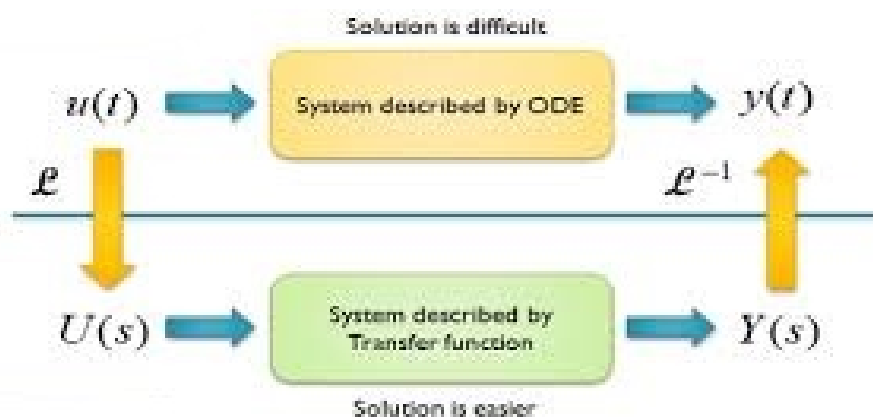 Solution is difficult
u(t)
System described by ODE
y(t)
ℒ
ℒ⁻¹
U(s)
System described by
Transfer function
Y(s)
Solution is easier